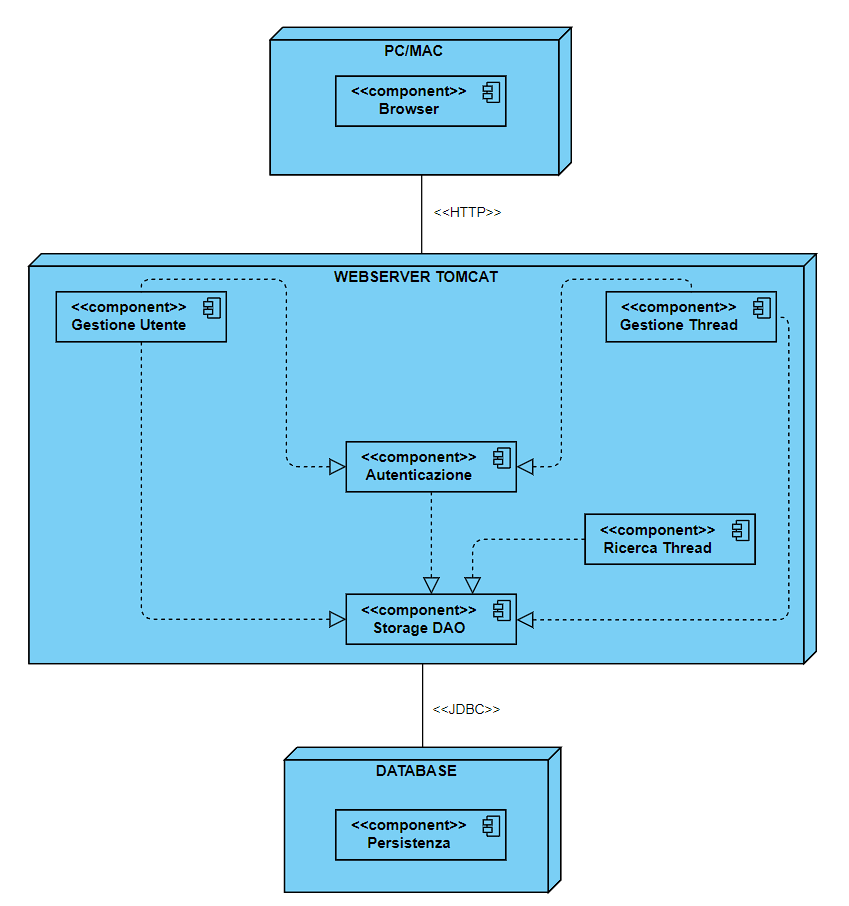 PC/MAC
<<component>>
Browser
<<HTTP>>
WEBSERVER TOMCAT
<<component>>
Gestione Utente
<<component>>
Gestione Thread
<<component>>
Autenticazione
<<component>>
Ricerca Thread
<<component>>
Storage DAO
<<JDBC>>
DATABASE
<<component>>
Persistenza